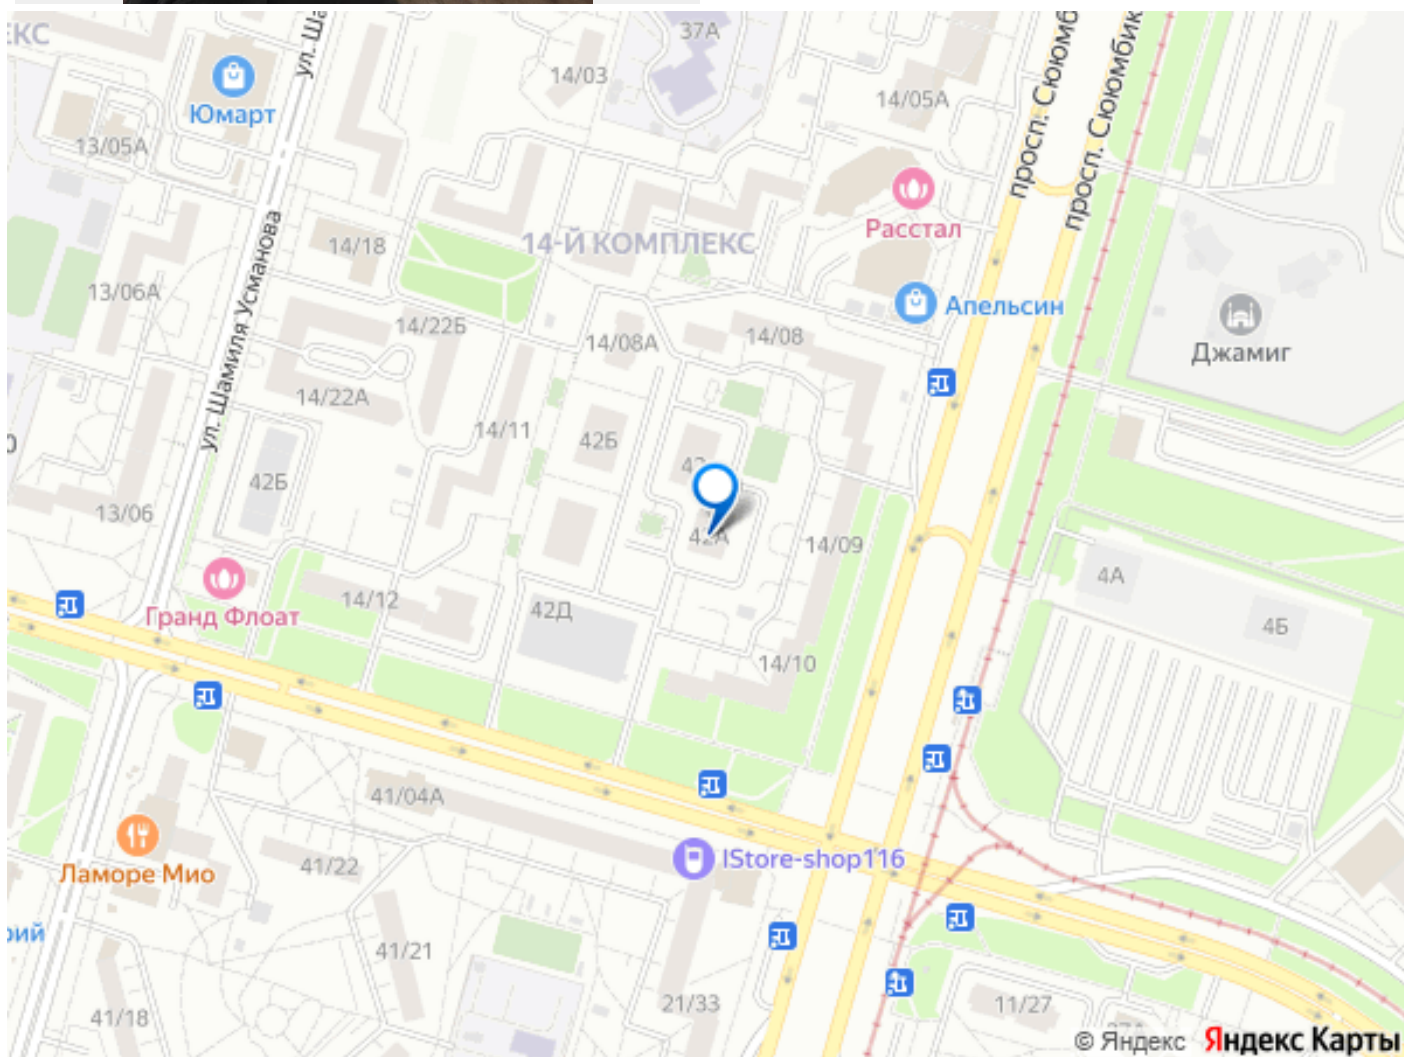 ЕКС
37А
ул. Ша
просп. Сююмб
просп. Сююмбик
14/03
14/05А
Юмарт
13/05А
Расстал
14/18
14-Й КОМПЛЕКС
ул. Шамиля Усманова
13/06А
Апельсин
14/22Б
14/08А
14/08
Джамиг
14/22А
14/11
42Б
42Б
42А
13/06
14/09
4А
Гранд Флоат
14/12
42Д
4Б
14/10
41/04А
IStore-shop116
41/22
Ламоре Мио
рий
41/21
21/33
11/27
41/18
© Яндекс Яндекс Карты